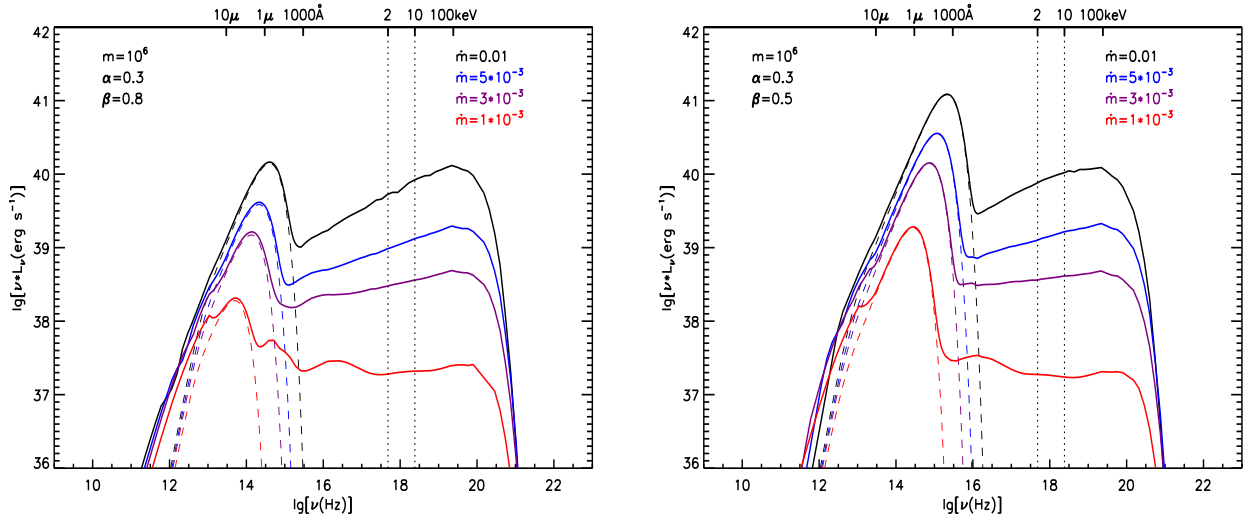 10μ 1μ 1000Å 2 10 100keV
42
41
40
39
38
37
36
lg[ν*Lν(erg s⁻¹)]
m=10⁶
α=0.3
β=0.8
ṁ=0.01
ṁ=5*10⁻³
ṁ=3*10⁻³
ṁ=1*10⁻³
10 12 14 16 18 20 22
lg[ν(Hz)]
10μ 1μ 1000Å 2 10 100keV
42
41
40
39
38
37
36
lg[ν*Lν(erg s⁻¹)]
m=10⁶
α=0.3
β=0.5
ṁ=0.01
ṁ=5*10⁻³
ṁ=3*10⁻³
ṁ=1*10⁻³
10 12 14 16 18 20 22
lg[ν(Hz)]